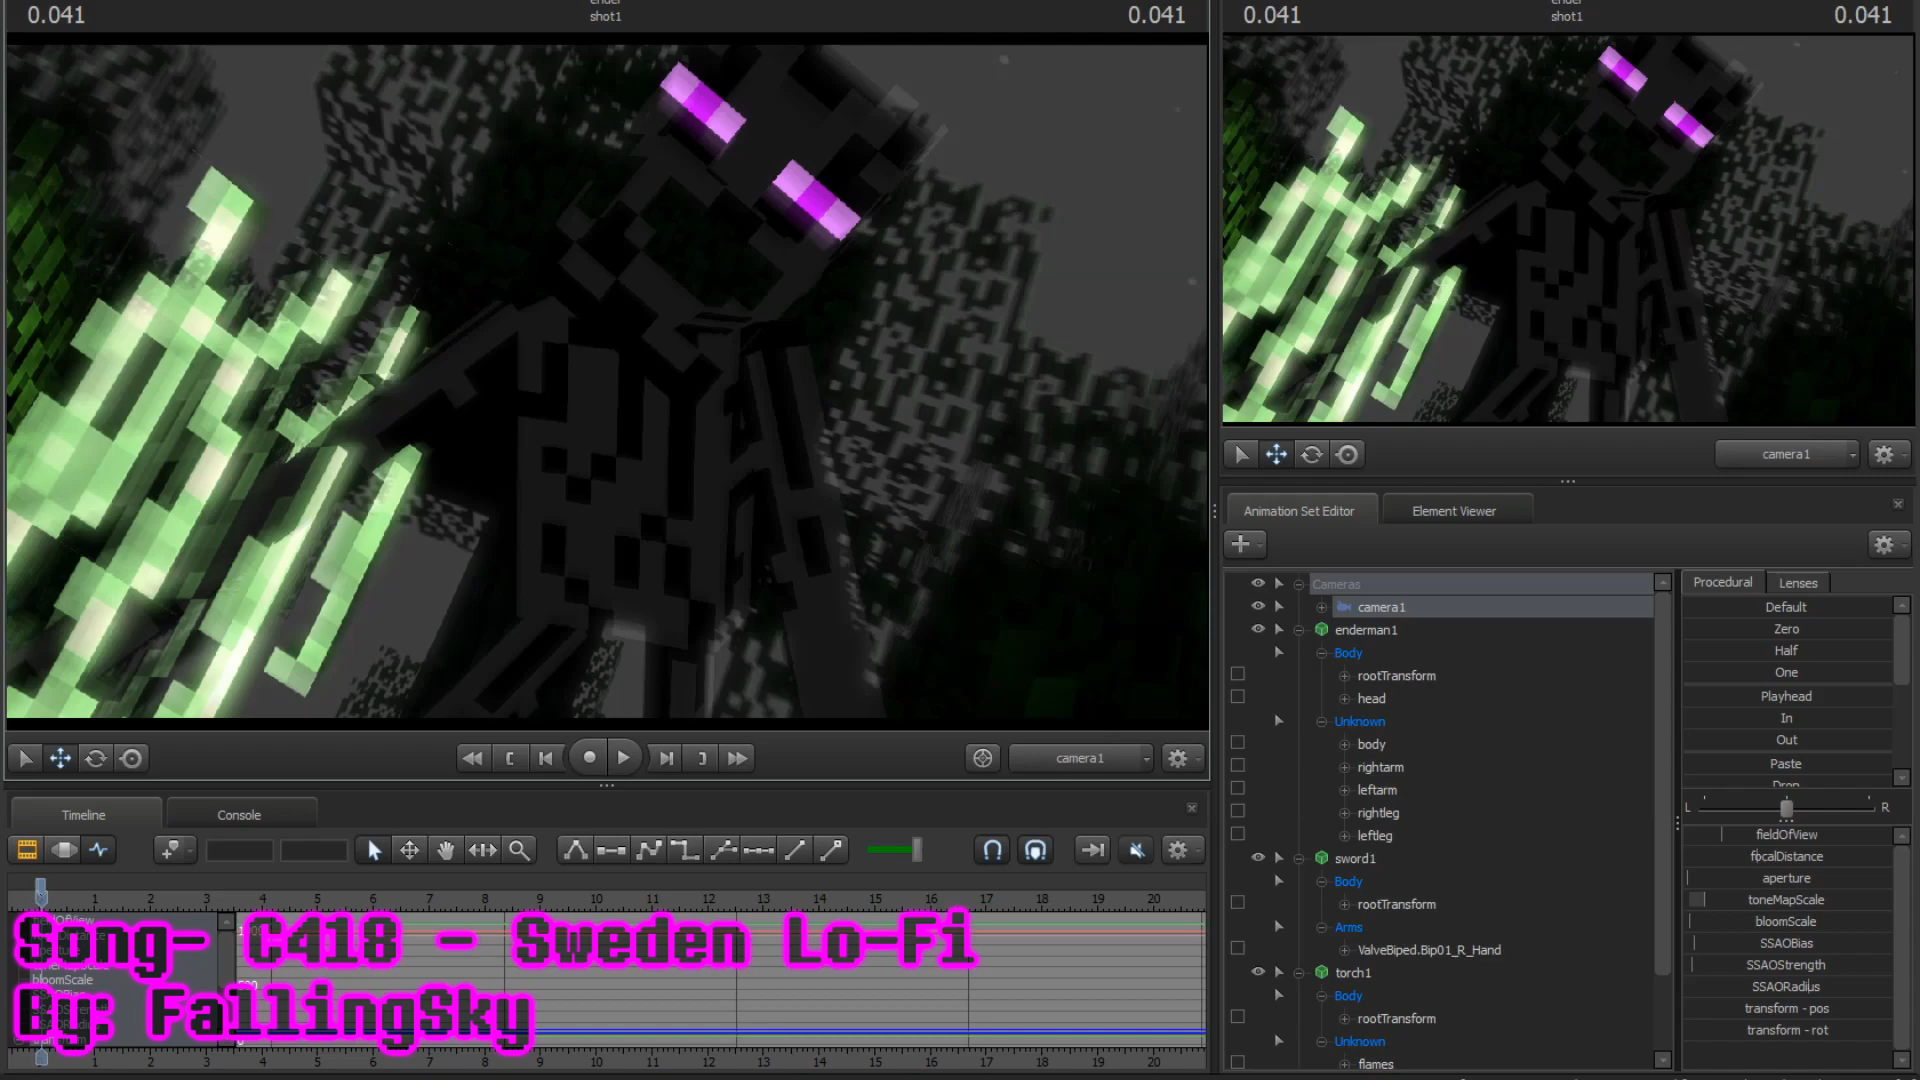 0.041
shot1
0.041
0.041
shot1
0.041
camera1
camera1
Timeline
Console
1 2 3 4 5 6 7 8 9 10 11 12 13 14 15 16 17 18 19 20
Song- C418 - Sweden Lo-Fi
bloomScale
By: FallingSky
1 2 3 4 5 6 7 8 9 10 11 12 13 14 15 16 17 18 19 20
Animation Set Editor
Element Viewer
Cameras
camera1
enderman1
Body
rootTransform
head
Unknown
body
rightarm
leftarm
rightleg
leftleg
sword1
Body
rootTransform
Arms
ValveBiped.Bip01_R_Hand
torch1
Body
rootTransform
Unknown
flames
Procedural
Lenses
Default
Zero
Half
One
Playhead
In
Out
Paste
Drop
L
R
fieldOfView
focalDistance
aperture
toneMapScale
bloomScale
SSAOBias
SSAOStrength
SSAORadius
transform - pos
transform - rot